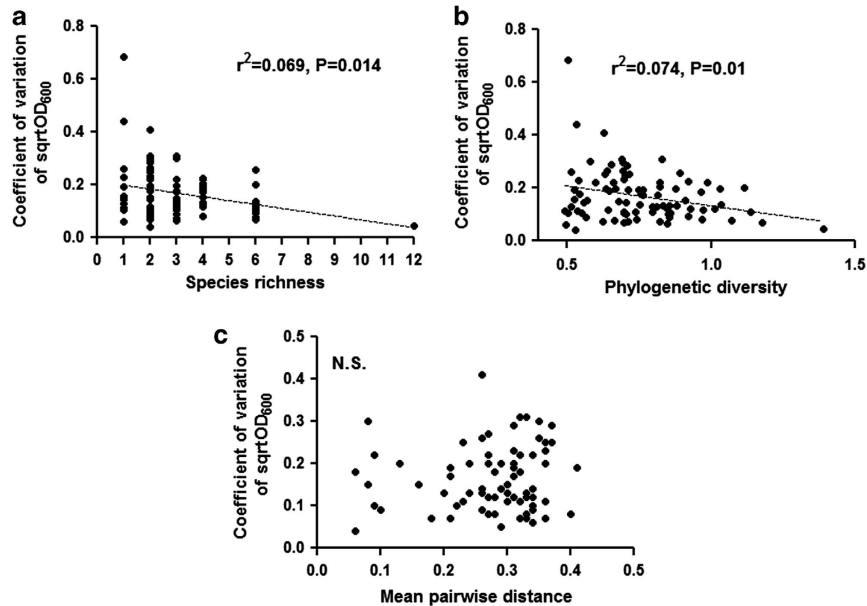 a
Coefficient of variation
of sqrtOD600
0.8
0.6
0.4
0.2
0.0
r2=0.069, P=0.014
0 1 2 3 4 5 6 7 8 9 10 11 12
Species richness
b
Coefficient of variation
of sqrtOD600
0.8
0.6
0.4
0.2
0.0
r2=0.074, P=0.01
0.5 1.0 1.5
Phylogenetic diversity
c
Coefficient of variation
of sqrtOD600
0.5
0.4
0.3
0.2
0.1
0.0
N.S.
0.0 0.1 0.2 0.3 0.4 0.5
Mean pairwise distance